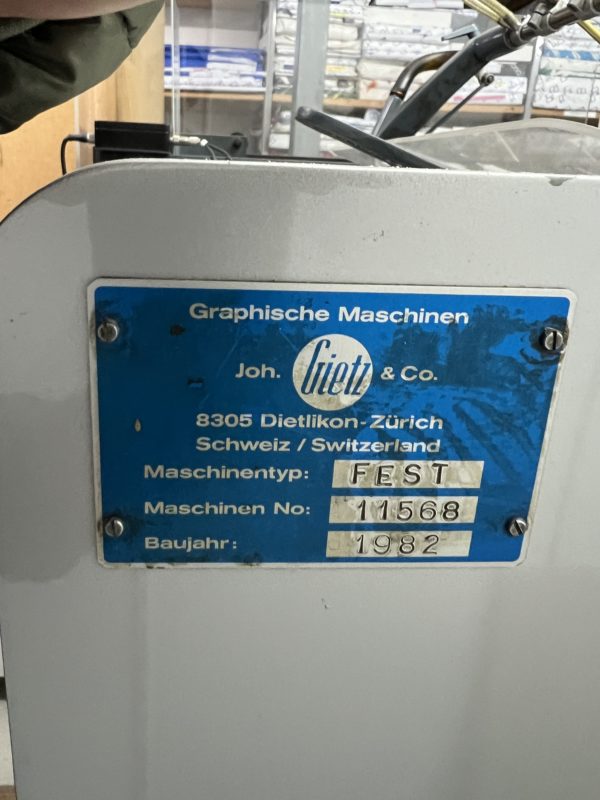 Graphische Maschinen
Joh. Gietz & Co.
8305 Dietlikon-Zürich
Schweiz / Switzerland
Maschinentyp: FEST
Maschinen No: 11568
Baujahr: 1982